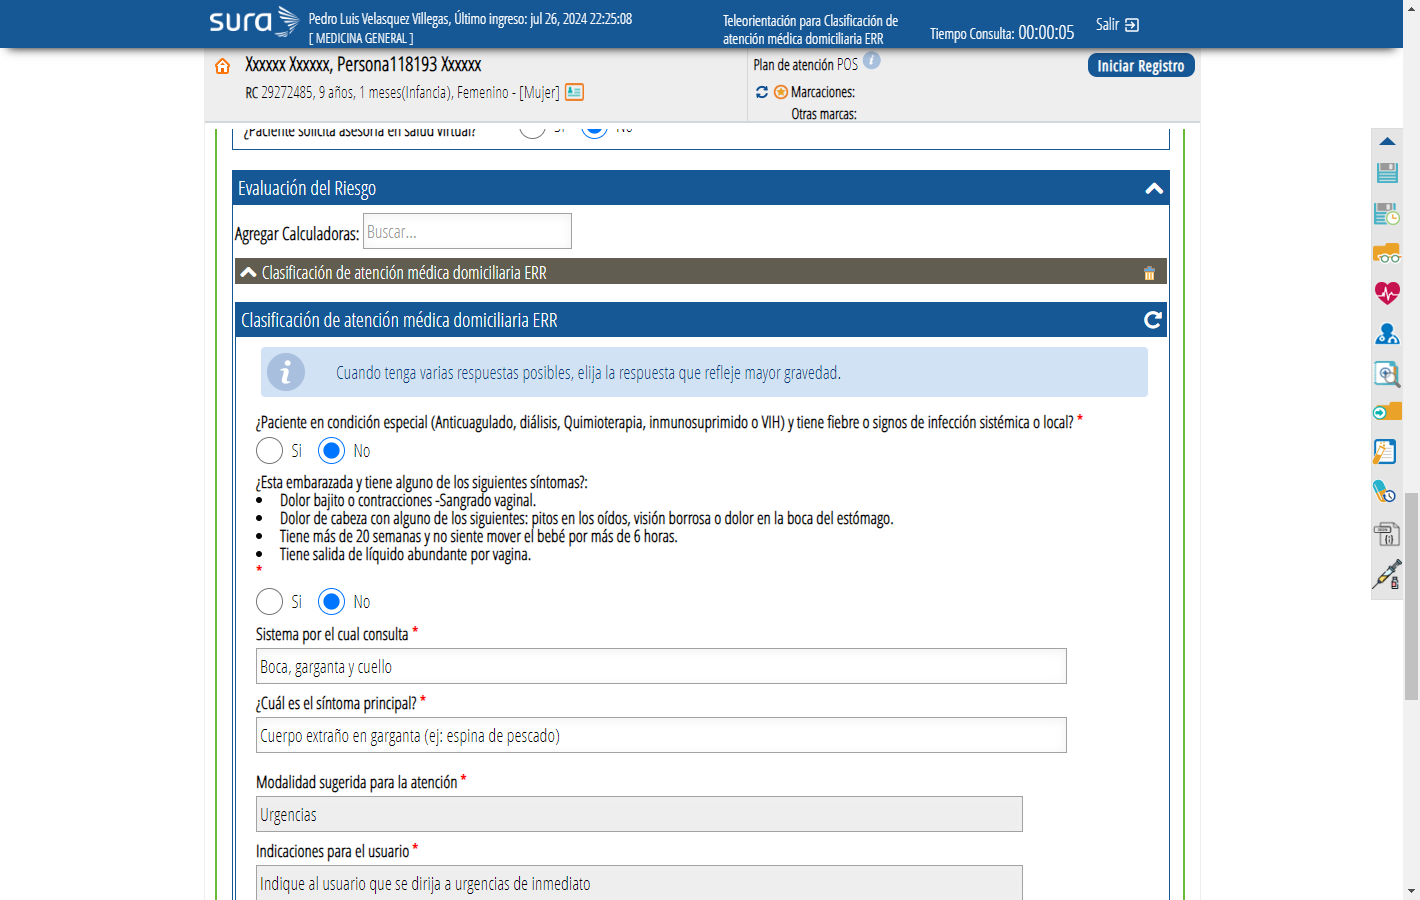 sura
Pedro Luis Velasquez Villegas, Último ingreso: jul 26, 2024 22:25:08
[ MEDICINA GENERAL ]
Teleorientación para Clasificación de
atención médica domiciliaria ERR
Tiempo Consulta: 00:00:05
Salir
Xxxxxx Xxxxxx, Persona118193 Xxxxxx
RC 29272485, 9 años, 1 meses(Infancia), Femenino - [Mujer]
Plan de atención POS
Marcaciones:
Otras marcas:
Iniciar Registro
¿Paciente solicita asesoría en salud virtual? Si No
Evaluación del Riesgo
Agregar Calculadoras: Buscar...
Clasificación de atención médica domiciliaria ERR
Clasificación de atención médica domiciliaria ERR
Cuando tenga varias respuestas posibles, elija la respuesta que refleje mayor gravedad.
¿Paciente en condición especial (Anticuagulado, diálisis, Quimioterapia, inmunosuprimido o VIH) y tiene fiebre o signos de infección sistémica o local? *
Si No
¿Esta embarazada y tiene alguno de los siguientes síntomas?:
• Dolor bajito o contracciones -Sangrado vaginal.
• Dolor de cabeza con alguno de los siguientes: pitos en los oídos, visión borrosa o dolor en la boca del estómago.
• Tiene más de 20 semanas y no siente mover el bebé por más de 6 horas.
• Tiene salida de líquido abundante por vagina.
*
Si No
Sistema por el cual consulta *
Boca, garganta y cuello
¿Cuál es el síntoma principal? *
Cuerpo extraño en garganta (ej: espina de pescado)
Modalidad sugerida para la atención *
Urgencias
Indicaciones para el usuario *
Indique al usuario que se dirija a urgencias de inmediato